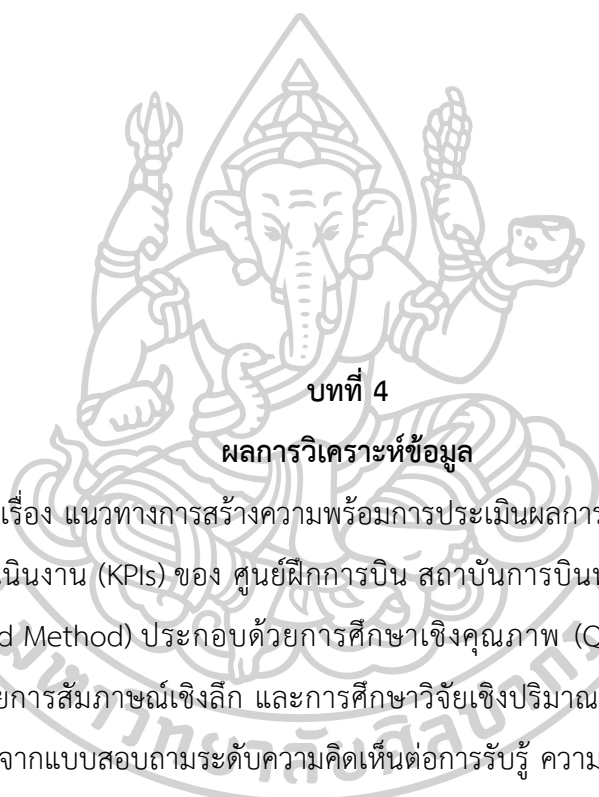 บทที่ 4
ผลการวิเคราะห์ข้อมูล
เรื่อง แนวทางการสร้างความพร้อมการประเมินผลการ
นินงาน (KPIs) ของ ศูนย์ฝึกการบิน สถาบันการบิน
d Method) ประกอบด้วยการศึกษาเชิงคุณภาพ (Q
ยการสัมภาษณ์เชิงลึก และการศึกษาวิจัยเชิงปริมาณ
จากแบบสอบถามระดับความคิดเห็นต่อการรับรู้ ความ